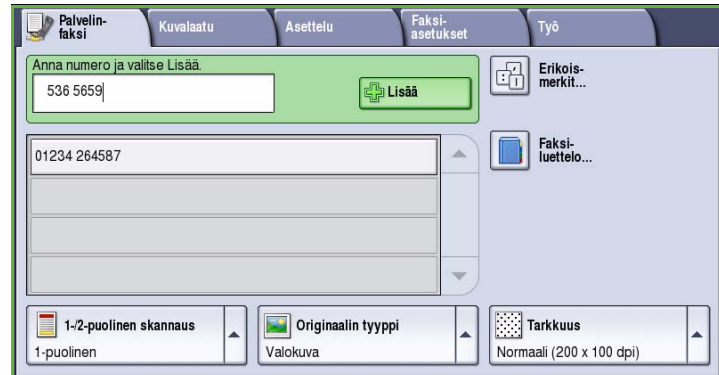 Palvelin-
faksi
Kuvalaatu
Asettelu
Faksi-
asetukset
Työ
Anna numero ja valitse Lisää.
536 5659
Lisää
Erikois-
merkit...
01234 264587
Faksi-
luettelo...
1-/2-puolinen skannaus
1-puolinen
Originaalin tyyppi
Valokuva
Tarkkuus
Normaali (200 x 100 dpi)